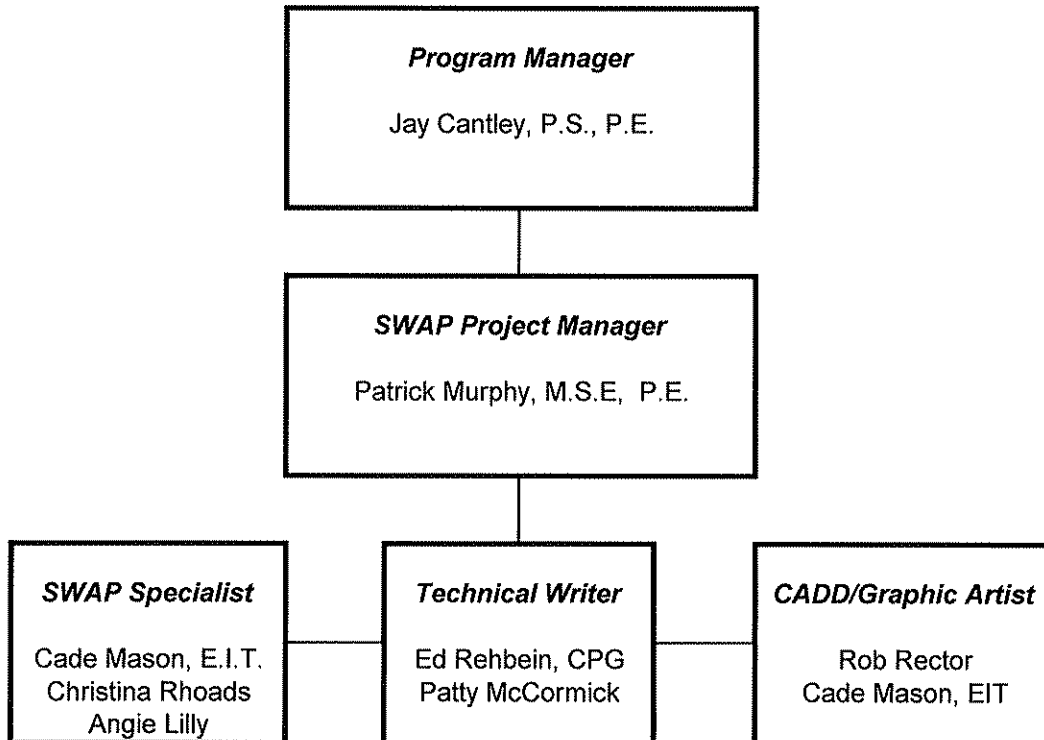 Program Manager
Jay Cantley, P.S., P.E.
SWAP Project Manager
Patrick Murphy, M.S.E, P.E.
SWAP Specialist
Cade Mason, E.I.T.
Christina Rhoads
Angie Lilly
Technical Writer
Ed Rehbein, CPG
Patty McCormick
CADD/Graphic Artist
Rob Rector
Cade Mason, EIT